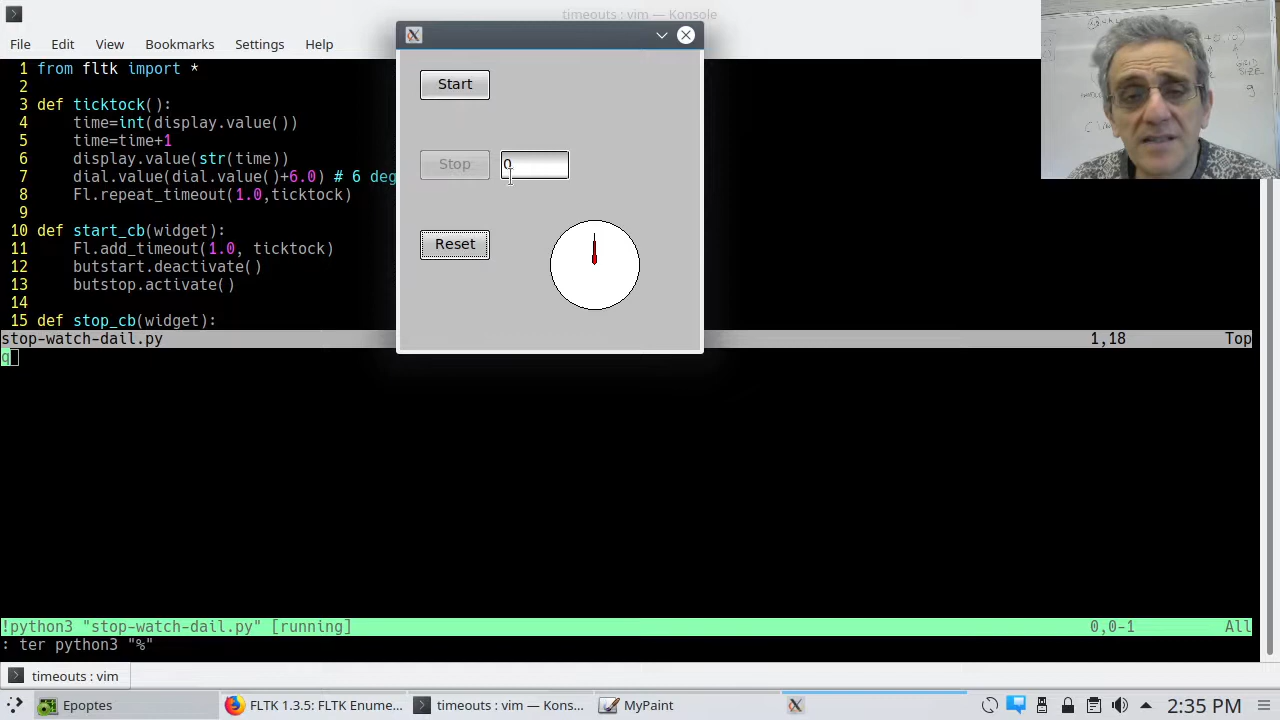 timeouts : vim — Konsole
File Edit View Bookmarks Settings Help
1 from fltk import *
2
3 def ticktock():
4 time=int(display.value())
5 time=time+1
6 display.value(str(time))
7 dial.value(dial.value()+6.0) # 6 deg
8 Fl.repeat_timeout(1.0,ticktock)
9
10 def start_cb(widget):
11 Fl.add_timeout(1.0, ticktock)
12 butstart.deactivate()
13 butstop.activate()
14
15 def stop_cb(widget):
stop-watch-dail.py 1,18 Top
Start
Stop 0
Reset
!python3 "stop-watch-dail.py" [running] 0,0-1 All
: ter python3 "%"
timeouts : vim
Epoptes FLTK 1.3.5: FLTK Enume... timeouts : vim — Kons... MyPaint 2:35 PM